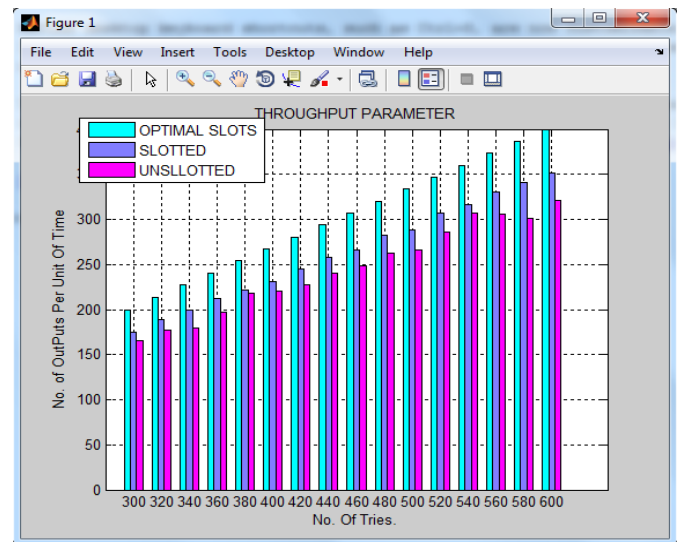 Figure 1
File Edit View Insert Tools Desktop Window Help
THROUGHPUT PARAMETER
OPTIMAL SLOTS
SLOTTED
UNSLLOTTED
No. of OutPuts Per Unit Of Time
300
250
200
150
100
50
0
300 320 340 360 380 400 420 440 460 480 500 520 540 560 580 600
No. Of Tries.